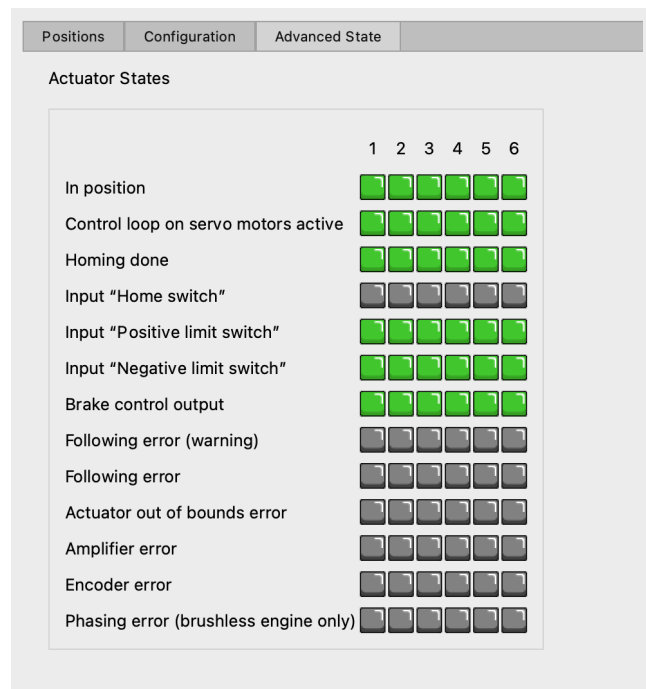 Positions Configuration Advanced State
Actuator States
1 2 3 4 5 6
In position
Control loop on servo motors active
Homing done
Input “Home switch”
Input “Positive limit switch”
Input “Negative limit switch”
Brake control output
Following error (warning)
Following error
Actuator out of bounds error
Amplifier error
Encoder error
Phasing error (brushless engine only)